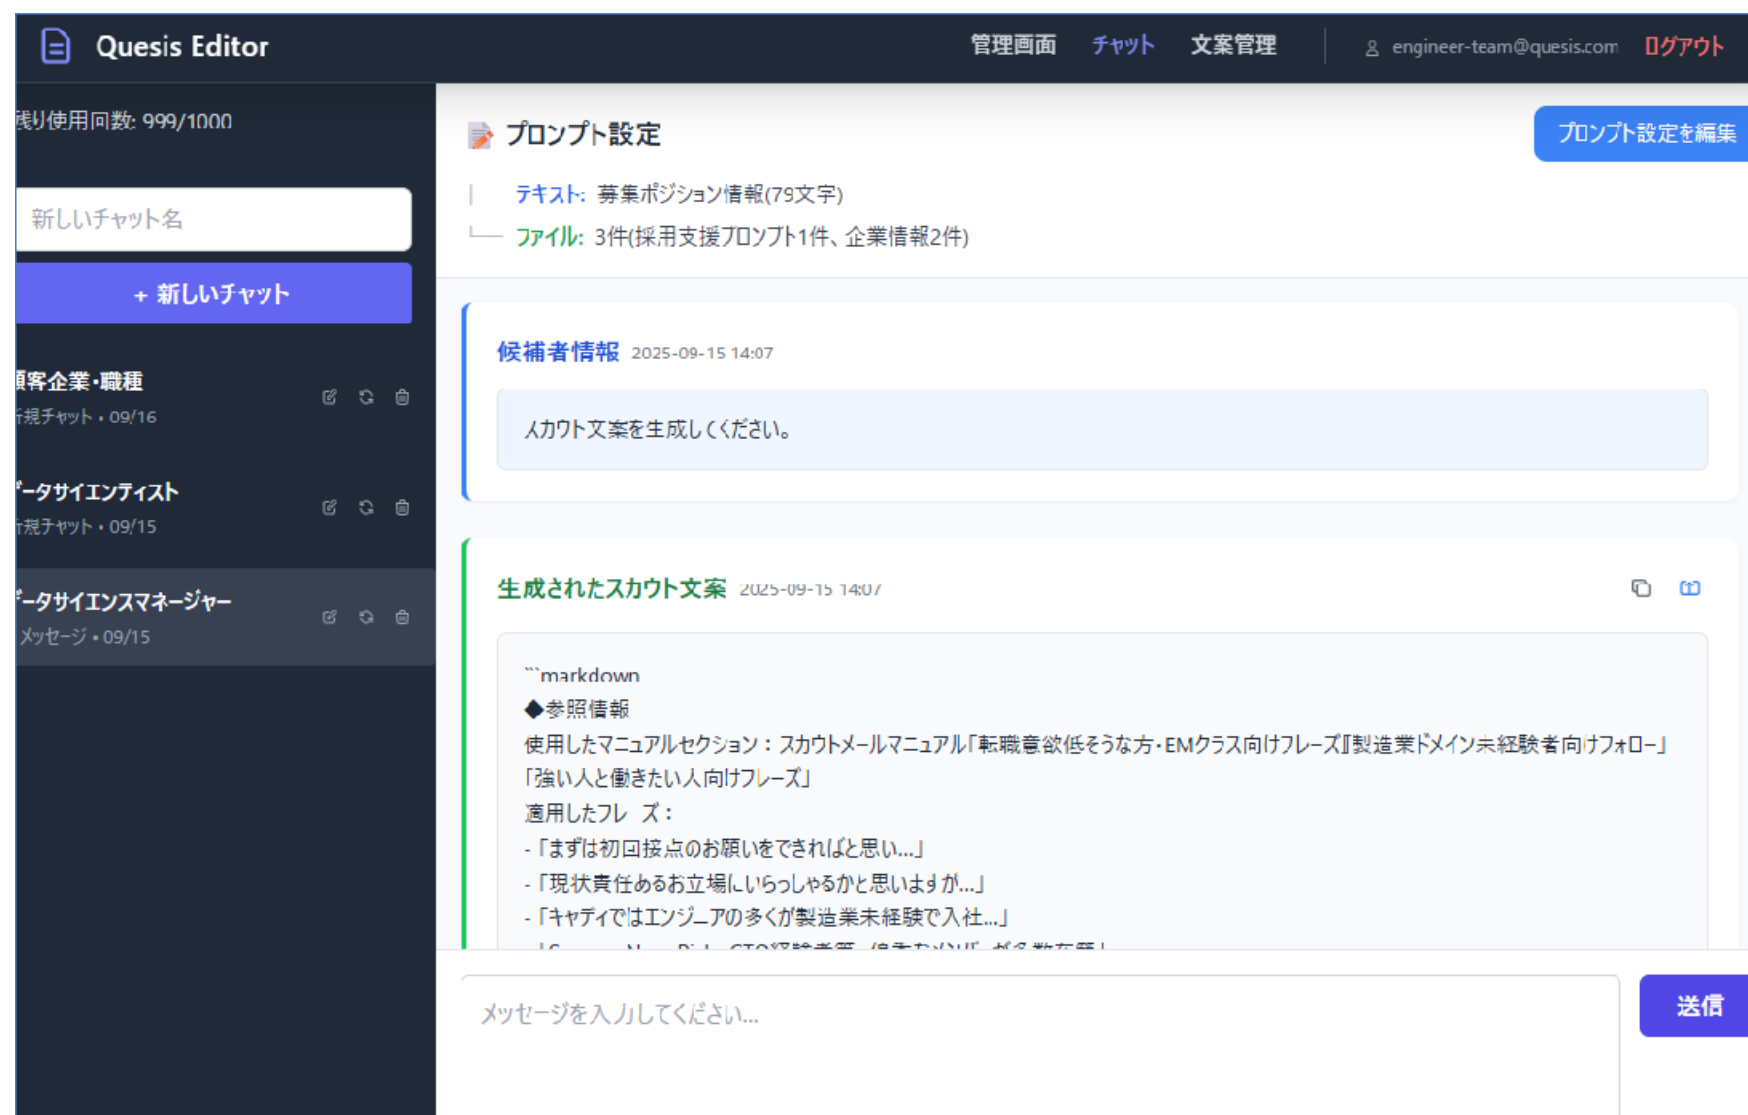 Quesis Editor
管理画面
チャット
文案管理
engineer-team@quesis.com
ログアウト
残り使用回数: 999/1000
新しいチャット名
+ 新しいチャット
顧客企業・職種
新規チャット • 09/16
データサイエンティスト
新規チャット • 09/15
データサイエンスマネージャー
メッセージ • 09/15
プロンプト設定
プロンプト設定を編集
テキスト: 募集ポジション情報(79文字)
ファイル: 3件(採用支援プロンプト1件、企業情報2件)
候補者情報 2025-09-15 14:07
スカウト文案を生成しください。
生成されたスカウト文案 2025-09-15 14:07
```markdown
◆参照情報
使用したマニュアルセクション：スカウトメールマニュアル「転職意欲低そうな方・EMクラス向けフレーズ」「製造業ドメイン未経験者向けフォロー」
「強い人と働きたい人向けフレーズ」
適用したフレーズ：
- 「まずは初回接点のお願いをできればと思い...」
- 「現状責任あるお立場にいらっしゃるかと思いますが...」
- 「キャディではエンジニアの多くが製造業未経験で入社...」
メッセージを入力してください...
送信